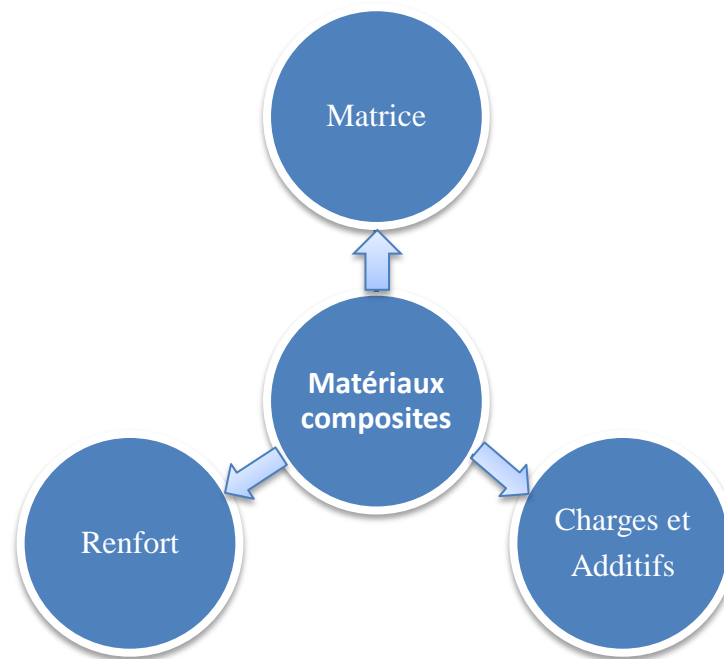 Matrice
Matériaux
composites
Renfort
Charges et
Additifs